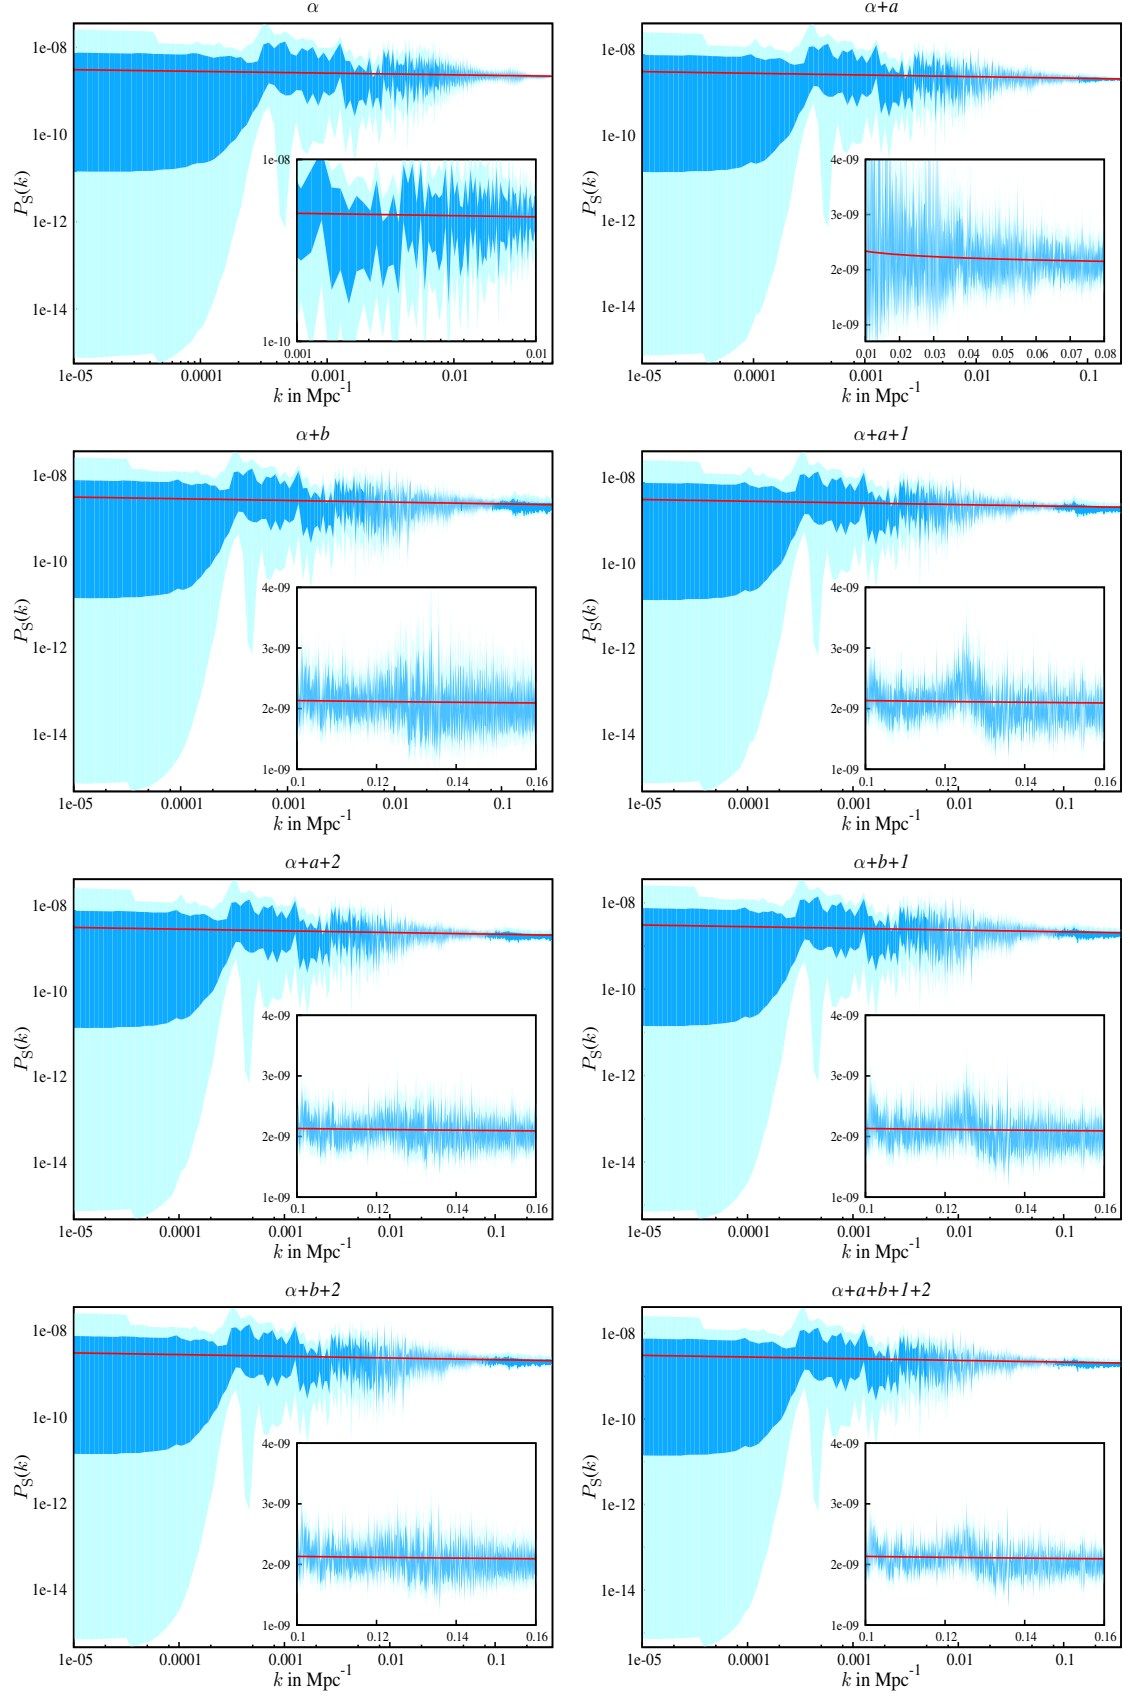 α
1e-08
1e-10
1e-12
1e-14
P_S(k)
1e-08
1e-10
0.001
0.01
1e-05
0.0001
0.001
0.01
k in Mpc⁻¹
α+a
1e-08
1e-10
1e-12
1e-14
P_S(k)
4e-09
3e-09
2e-09
1e-09
0.01 0.02 0.03 0.04 0.05 0.06 0.07 0.08
1e-05
0.0001
0.001
0.01
0.1
k in Mpc⁻¹
α+b
1e-08
1e-10
1e-12
1e-14
P_S(k)
4e-09
3e-09
2e-09
1e-09
0.1 0.12 0.14 0.16
1e-05
0.0001
0.001
0.01
0.1
k in Mpc⁻¹
α+a+1
1e-08
1e-10
1e-12
1e-14
P_S(k)
4e-09
3e-09
2e-09
1e-09
0.1 0.12 0.14 0.16
1e-05
0.0001
0.001
0.01
0.1
k in Mpc⁻¹
α+a+2
1e-08
1e-10
1e-12
1e-14
P_S(k)
4e-09
3e-09
2e-09
1e-09
0.1 0.12 0.14 0.16
1e-05
0.0001
0.001
0.01
0.1
k in Mpc⁻¹
α+b+1
1e-08
1e-10
1e-12
1e-14
P_S(k)
4e-09
3e-09
2e-09
1e-09
0.1 0.12 0.14 0.16
1e-05
0.0001
0.001
0.01
0.1
k in Mpc⁻¹
α+b+2
1e-08
1e-10
1e-12
1e-14
P_S(k)
4e-09
3e-09
2e-09
1e-09
0.1 0.12 0.14 0.16
1e-05
0.0001
0.001
0.01
0.1
k in Mpc⁻¹
α+a+b+1+2
1e-08
1e-10
1e-12
1e-14
P_S(k)
4e-09
3e-09
2e-09
1e-09
0.1 0.12 0.14 0.16
1e-05
0.0001
0.001
0.01
0.1
k in Mpc⁻¹